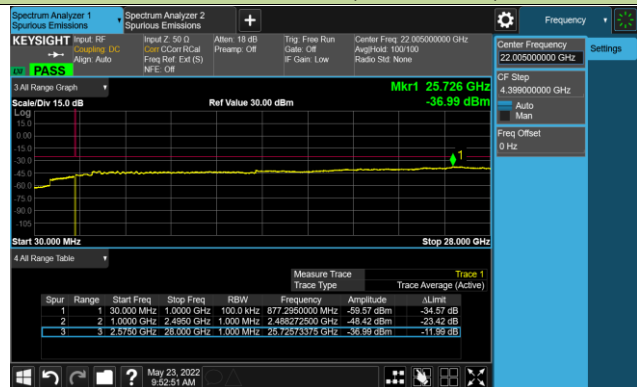 Spectrum Analyzer 1
Spurious Emissions
Spectrum Analyzer 2
Spurious Emissions
+
Frequency
KEYSIGHT
Input: RF
Coupling: DC
Align: Auto
Input Z: 50 Ω
Corr CCorr RCal
Freq Ref: Ext (S)
NFE: Off
Atten: 18 dB
Preamp: Off
Trig: Free Run
Gate: Off
IF Gain: Low
Center Freq: 22.005000000 GHz
Avg|Hold: 100/100
Radio Std: None
PASS
Center Frequency
22.005000000 GHz
Settings
CF Step
4.399000000 GHz
Auto
Man
Freq Offset
0 Hz
3 All Range Graph
Mkr1 25.726 GHz
Scale/Div 15.0 dB
Ref Value 30.00 dBm
-36.99 dBm
Log
15.0
0.00
-15.0
-30.0
-45.0
-60.0
-75.0
-90.0
-105
1
Start 30.000 MHz
Stop 28.000 GHz
4 All Range Table
Measure Trace Trace 1
Trace Type Trace Average (Active)
Spur Range Start Freq Stop Freq RBW Frequency Amplitude ΔLimit
1 1 30.000 MHz 1.0000 GHz 100.0 kHz 877.2950000 MHz -59.57 dBm -34.57 dB
2 2 1.0000 GHz 2.4950 GHz 1.000 MHz 2.488272500 GHz -48.42 dBm -23.42 dB
3 3 2.5750 GHz 28.000 GHz 1.000 MHz 25.72573375 GHz -36.99 dBm -11.99 dB
?
May 23, 2022
9:52:51 AM